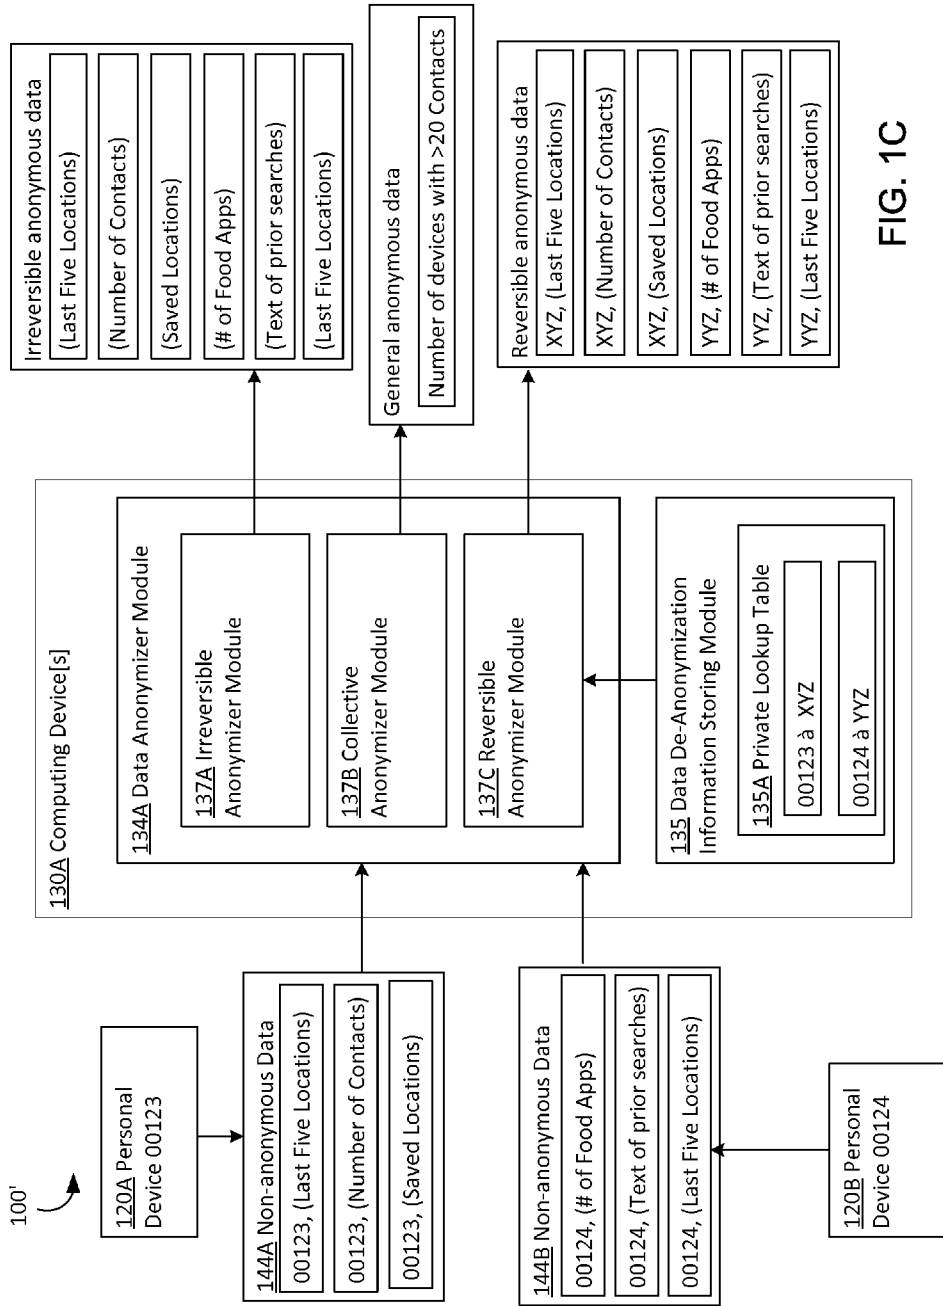 100'
120A Personal
Device 00123
144A Non-anonymous Data
00123, (Last Five Locations)
00123, (Number of Contacts)
00123, (Saved Locations)
144B Non-anonymous Data
00124, (# of Food Apps)
00124, (Text of prior searches)
00124, (Last Five Locations)
120B Personal
Device 00124
130A Computing Device[s]
134A Data Anonymizer Module
137A Irreversible
Anonymizer Module
137B Collective
Anonymizer Module
137C Reversible
Anonymizer Module
135 Data De-Anonymization
Information Storing Module
135A Private Lookup Table
00123 à XYZ
00124 à YYZ
Irreversible anonymous data
(Last Five Locations)
(Number of Contacts)
(Saved Locations)
(# of Food Apps)
(Text of prior searches)
(Last Five Locations)
General anonymous data
Number of devices with >20 Contacts
Reversible anonymous data
XYZ, (Last Five Locations)
XYZ, (Number of Contacts)
XYZ, (Saved Locations)
YYZ, (# of Food Apps)
YYZ, (Text of prior searches)
YYZ, (Last Five Locations)
FIG. 1C